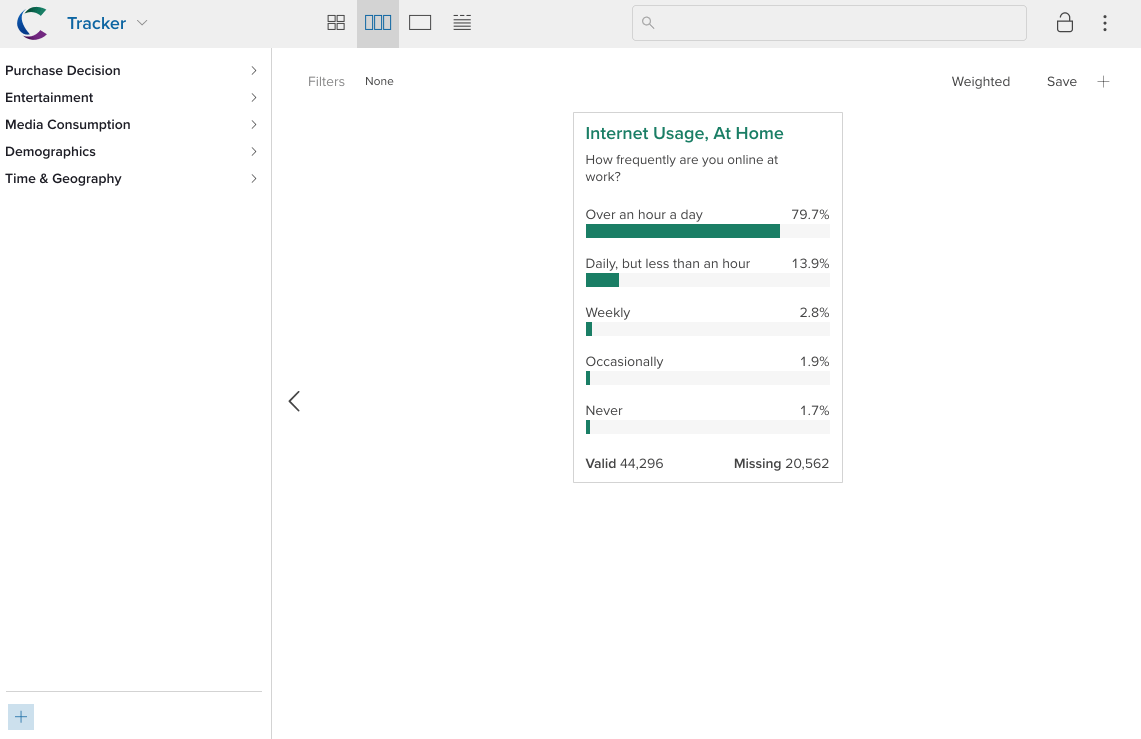 Tracker
Purchase Decision
Entertainment
Media Consumption
Demographics
Time & Geography
Filters None Weighted Save
Internet Usage, At Home
How frequently are you online at
work?
Over an hour a day 79.7%
Daily, but less than an hour 13.9%
Weekly 2.8%
Occasionally 1.9%
Never 1.7%
Valid 44,296 Missing 20,562